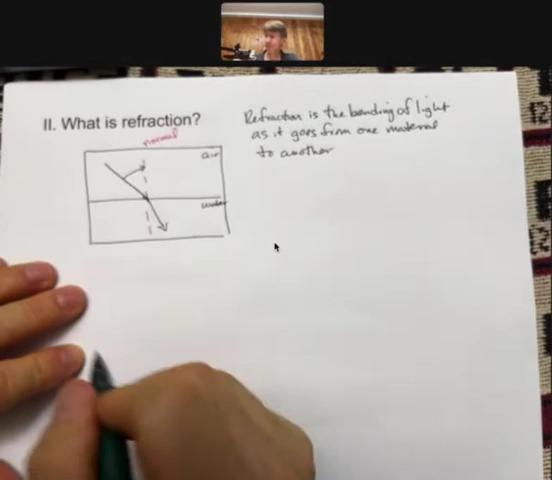 II. What is refraction?
Refraction is the bending of light
as it goes from one material
to another
normal
air
water